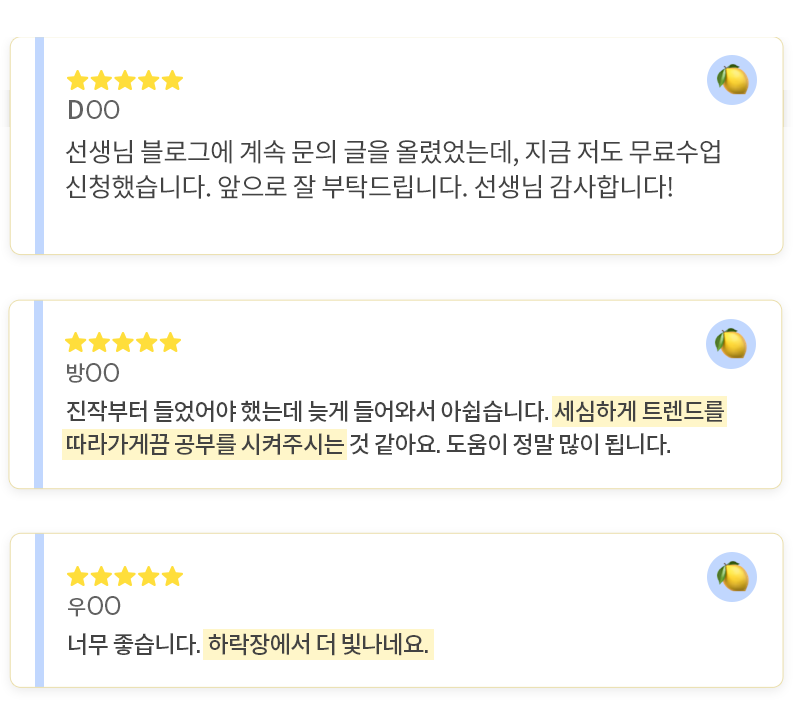 DOO
선생님 블로그에 계속 문의 글을 올렸었는데, 지금 저도 무료수업
신청했습니다. 앞으로 잘 부탁드립니다. 선생님 감사합니다!
방OO
진작부터 들었어야 했는데 늦게 들어와서 아쉽습니다. 세심하게 트렌드를
따라가게끔 공부를 시켜주시는 것 같아요. 도움이 정말 많이 됩니다.
우OO
너무 좋습니다. 하락장에서 더 빛나네요.